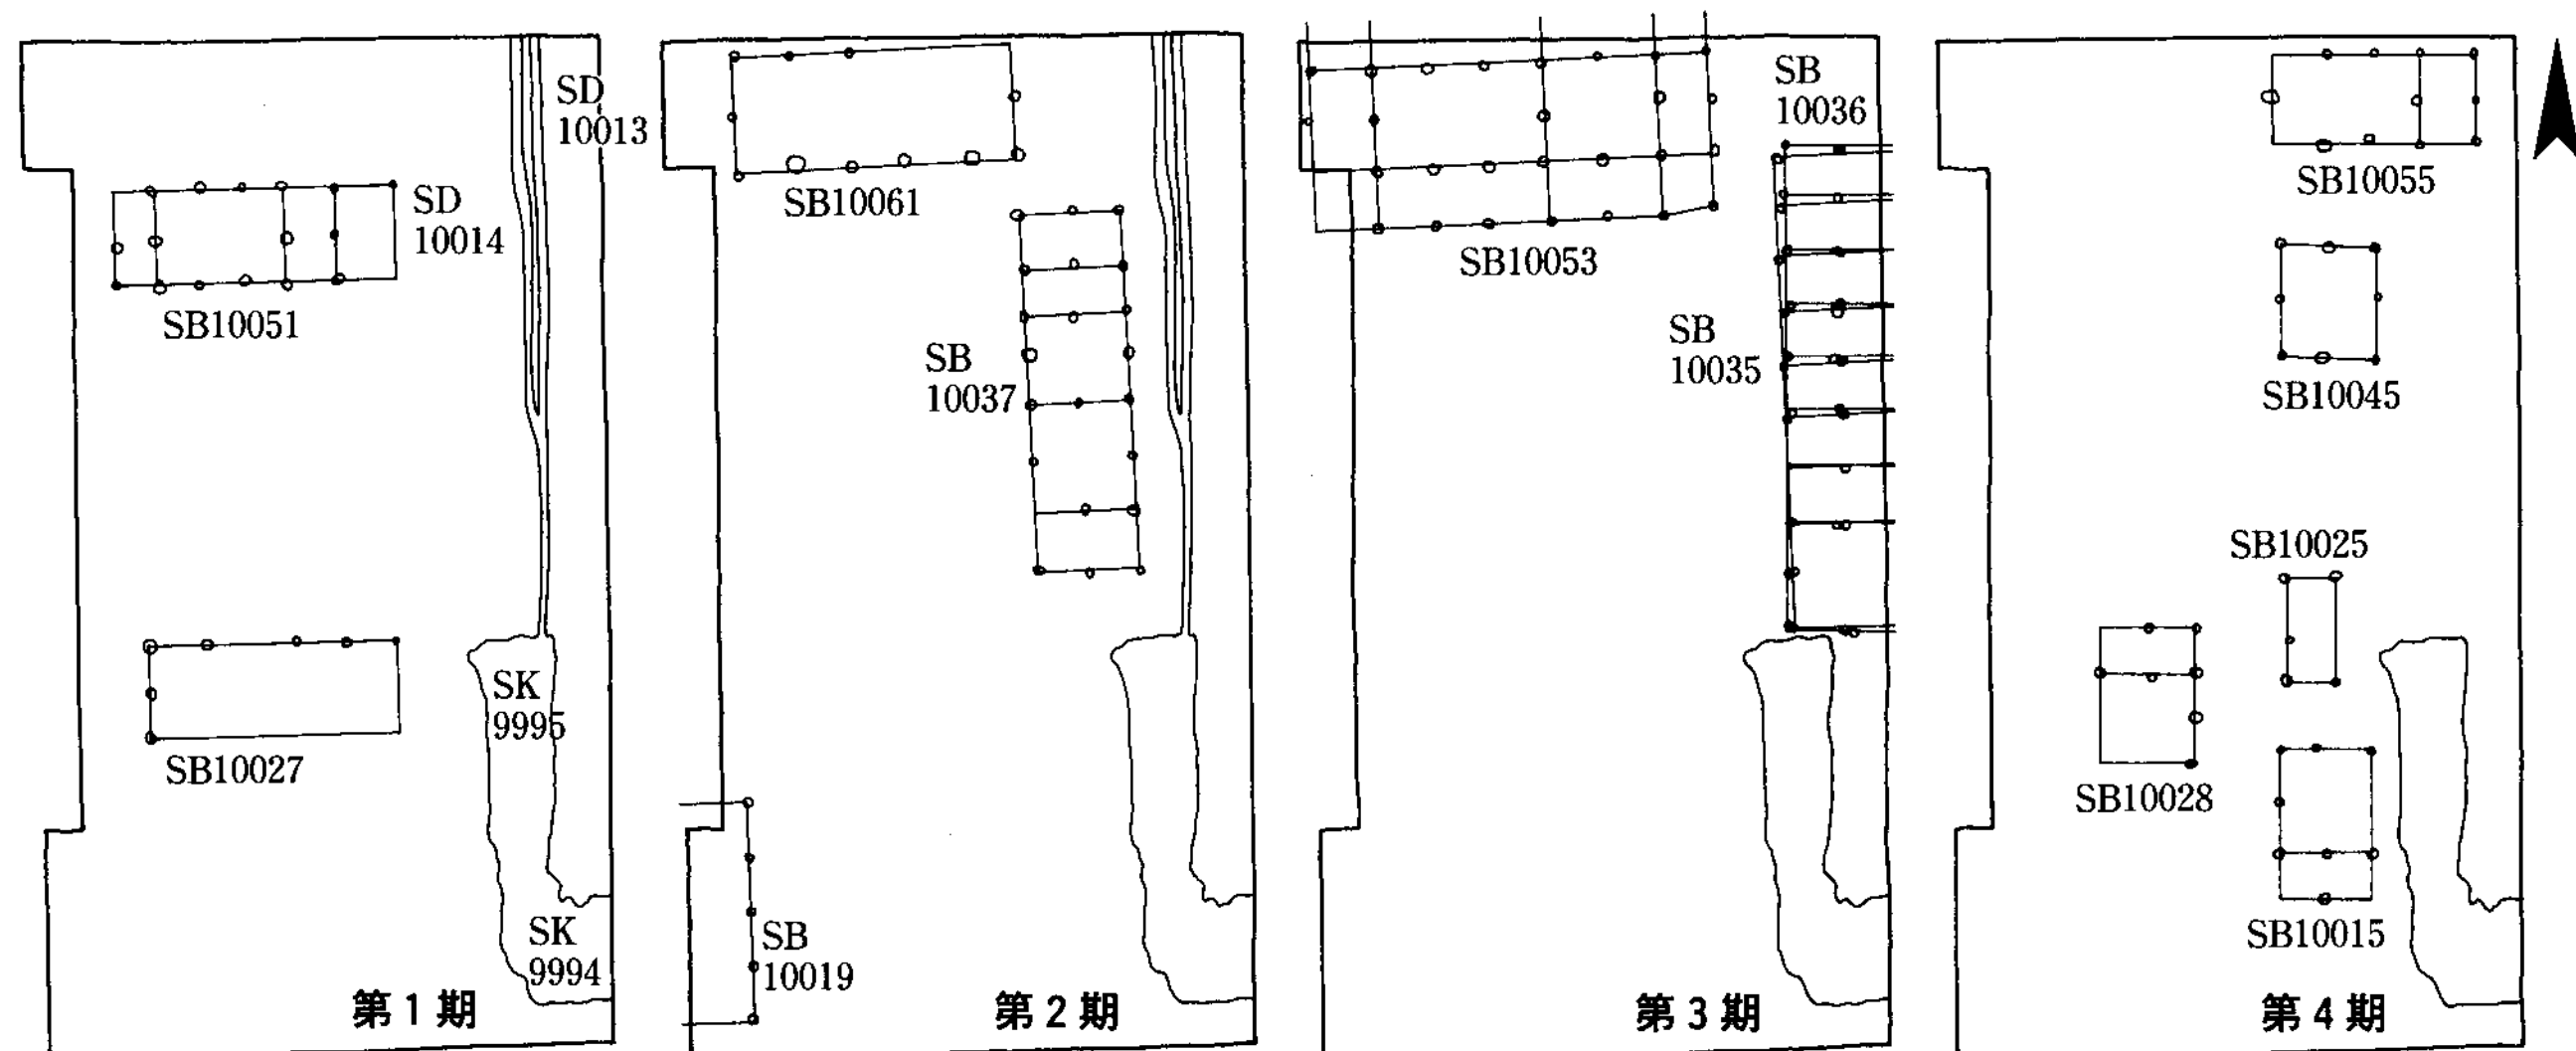 SD
10013
SD
10014
SB10051
SB10027
SK
9995
SK
9994
第1期
SB10061
SB
10037
SB
10019
第2期
SB
10036
SB10053
SB
10035
第3期
SB10055
SB10045
SB10025
SB10028
SB10015
第4期